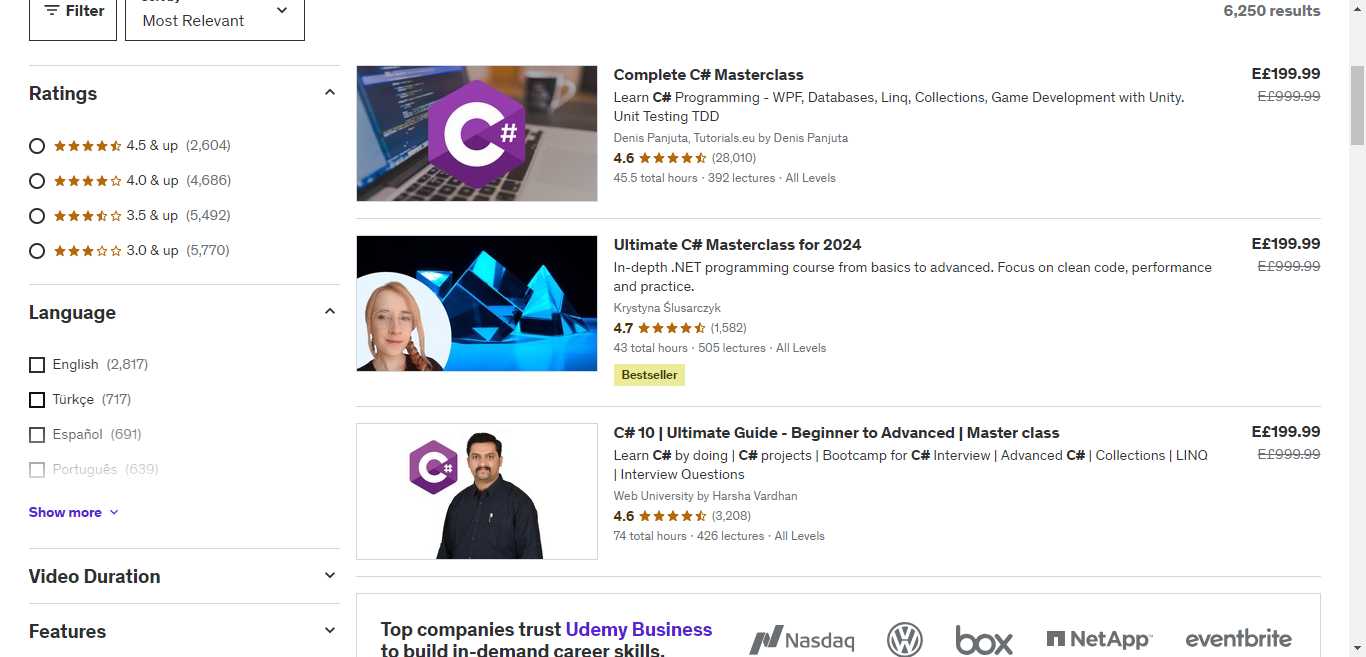 Filter
Most Relevant
6,250 results
Ratings
4.5 & up (2,604)
4.0 & up (4,686)
3.5 & up (5,492)
3.0 & up (5,770)
Language
English (2,817)
Türkçe (717)
Español (691)
Português (639)
Show more
Video Duration
Features
C#
Complete C# Masterclass
E£199.99
Learn C# Programming - WPF, Databases, Linq, Collections, Game Development with Unity.
E£999.99
Unit Testing TDD
Denis Panjuta, Tutorials.eu by Denis Panjuta
4.6 (28,010)
45.5 total hours · 392 lectures · All Levels
Ultimate C# Masterclass for 2024
E£199.99
In-depth .NET programming course from basics to advanced. Focus on clean code, performance
E£999.99
and practice.
Krystyna Ślusarczyk
4.7 (1,582)
43 total hours · 505 lectures · All Levels
Bestseller
C#
C# 10 | Ultimate Guide - Beginner to Advanced | Master class
E£199.99
Learn C# by doing | C# projects | Bootcamp for C# Interview | Advanced C# | Collections | LINQ
E£999.99
| Interview Questions
Web University by Harsha Vardhan
4.6 (3,208)
74 total hours · 426 lectures · All Levels
Top companies trust Udemy Business
to build in-demand career skills.
Nasdaq
box
NetApp
eventbrite